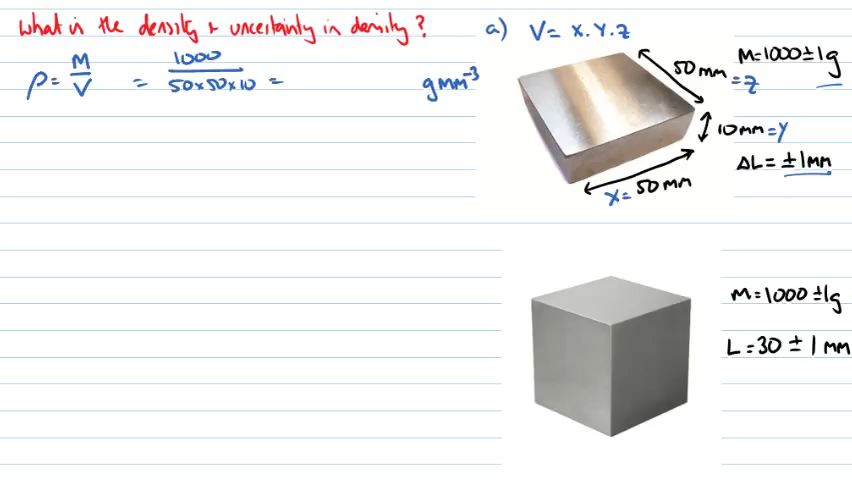 What is the density + uncertainty in density?
ρ = M/V = 1000/50×50×10 = gmm⁻³
a) V = X.Y.Z
M=1000±1g
50mm
=Z
10mm=Y
ΔL = ±1mm
X= 50mm
M=1000±1g
L=30±1mm